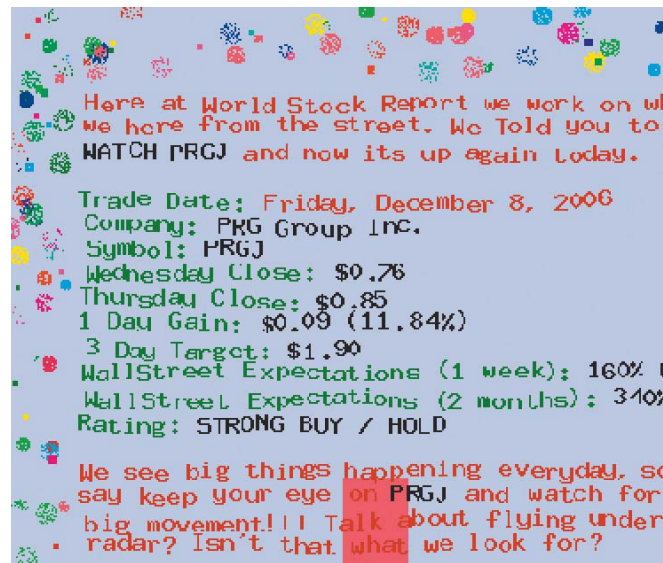 Here at World Stock Report we work on
we here from the street. We Told you to
WATCH PRGJ and now its up again today.
Trade Date: Friday, December 8, 2006
Company: PRG Group Inc.
Symbol: PRGJ
Wednesday Close: $0.76
Thursday Close: $0.85
1 Day Gain: $0.09 (11.84%)
3 Day Target: $1.90
WallStreet Expectations (1 week): 160%
WallStreet Expectations (2 months): 340%
Rating: STRONG BUY / HOLD
We see big things happening everyday,
say keep your eye on PRGJ and watch for
big movement!!! Talk about flying under
radar? Isn't that what we look for?